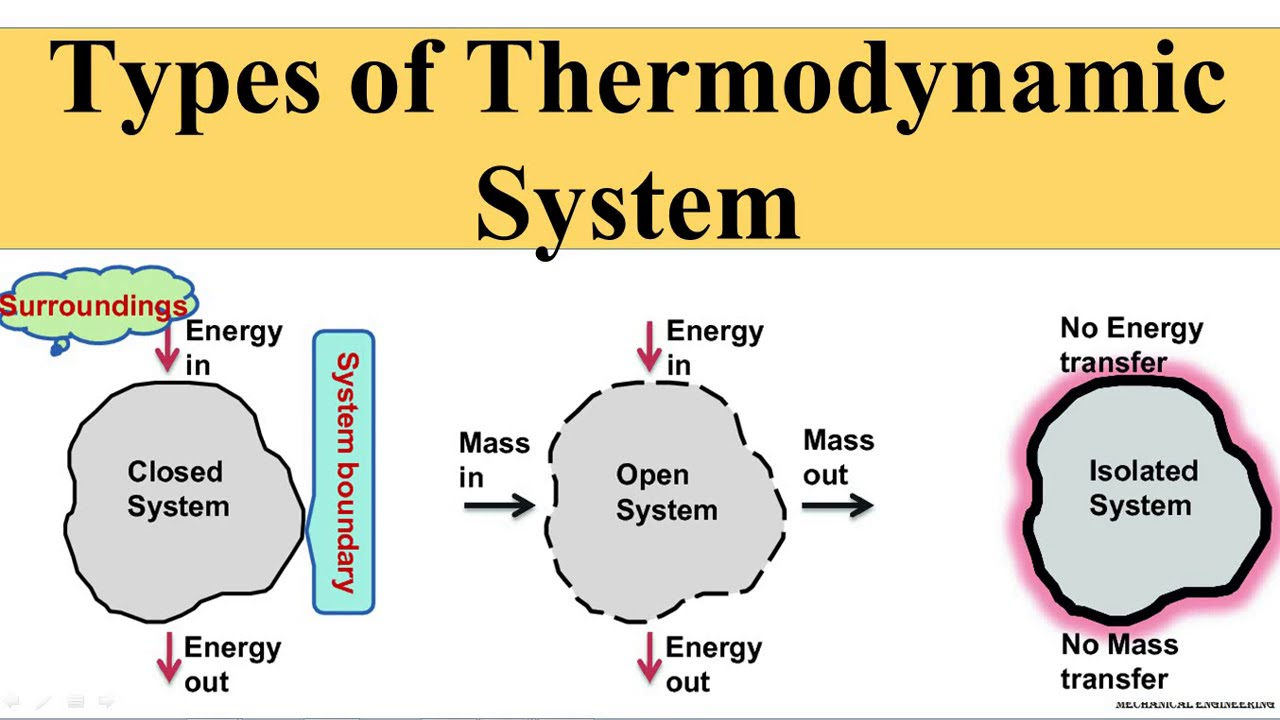 Types of Thermodynamic
System
Surroundings
Energy
in
Closed
System
System boundary
Energy
out
Energy
in
Mass
in
Open
System
Mass
out
Energy
out
No Energy
transfer
Isolated
System
No Mass
transfer
MECHANICAL ENGINEERING